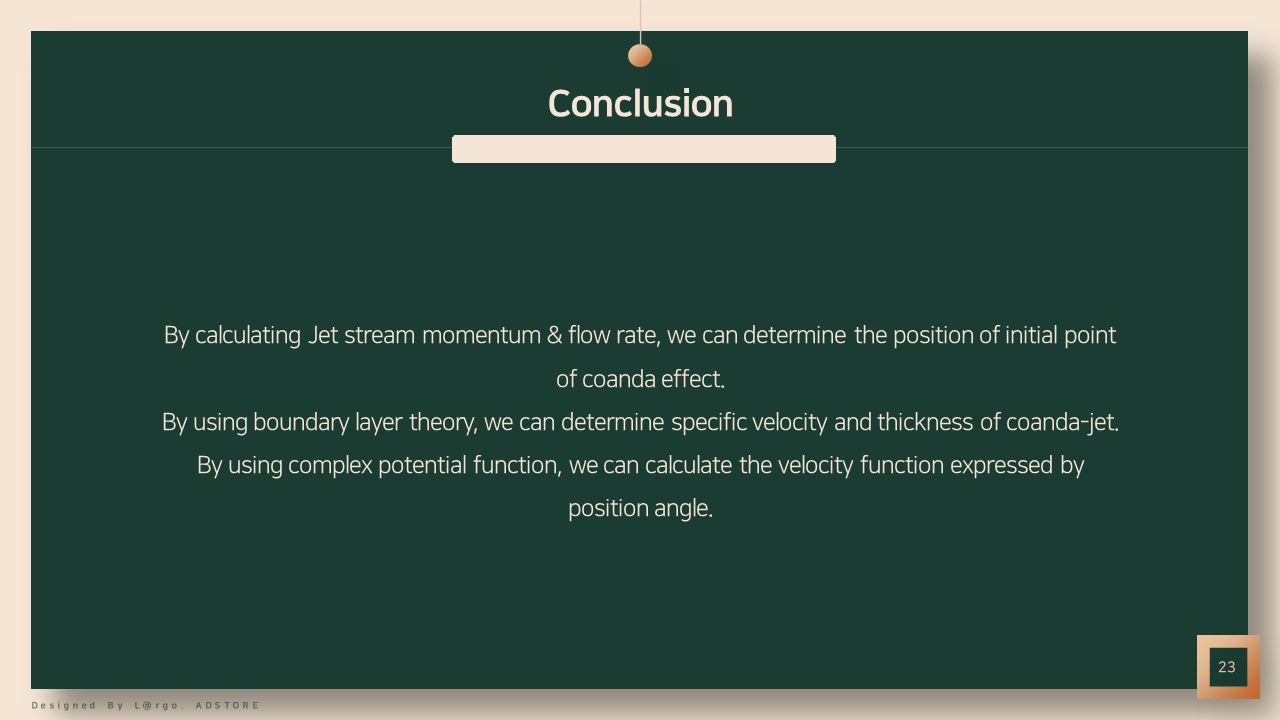 Conclusion
By calculating Jet stream momentum & flow rate, we can determine the position of initial point
of coanda effect.
By using boundary layer theory, we can determine specific velocity and thickness of coanda-jet.
By using complex potential function, we can calculate the velocity function expressed by
position angle.
23
Designed By L@rgo. ADSTORE